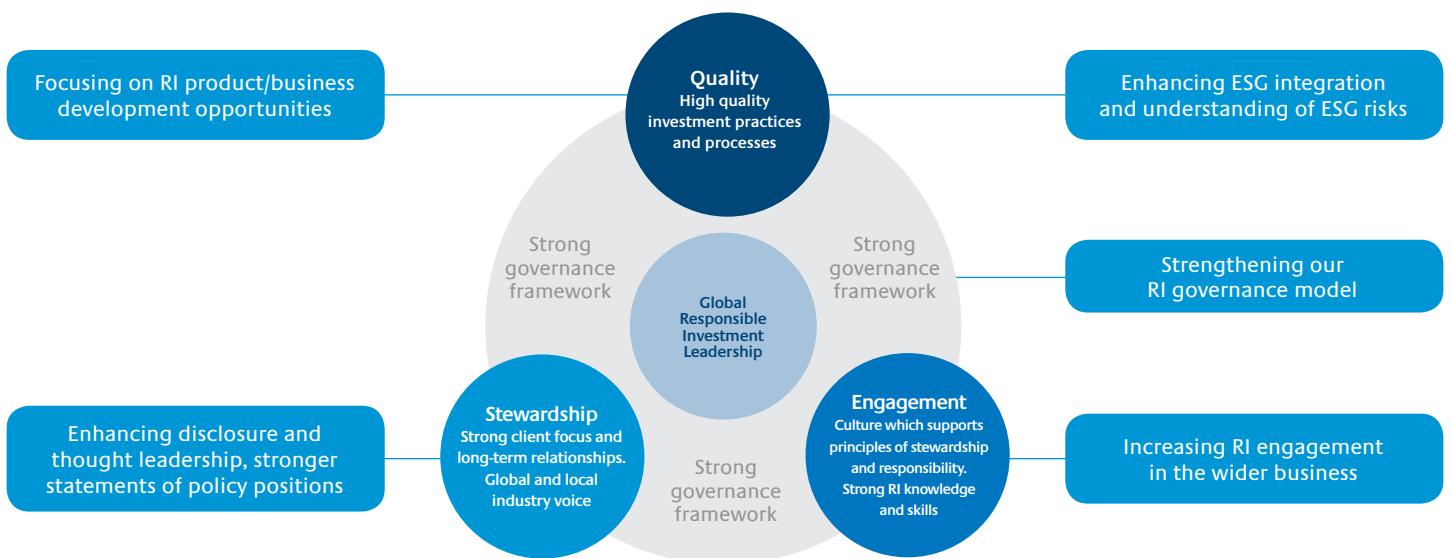 Focusing on RI product/business
development opportunities
Quality
High quality
investment practices
and processes
Enhancing ESG integration
and understanding of ESG risks
Strong
governance
framework
Strong
governance
framework
Strengthening our
RI governance model
Global
Responsible
Investment
Leadership
Enhancing disclosure and
thought leadership, stronger
statements of policy positions
Stewardship
Strong client focus and
long-term relationships.
Global and local
industry voice
Strong
governance
framework
Engagement
Culture which supports
principles of stewardship
and responsibility.
Strong RI knowledge
and skills
Increasing RI engagement
in the wider business